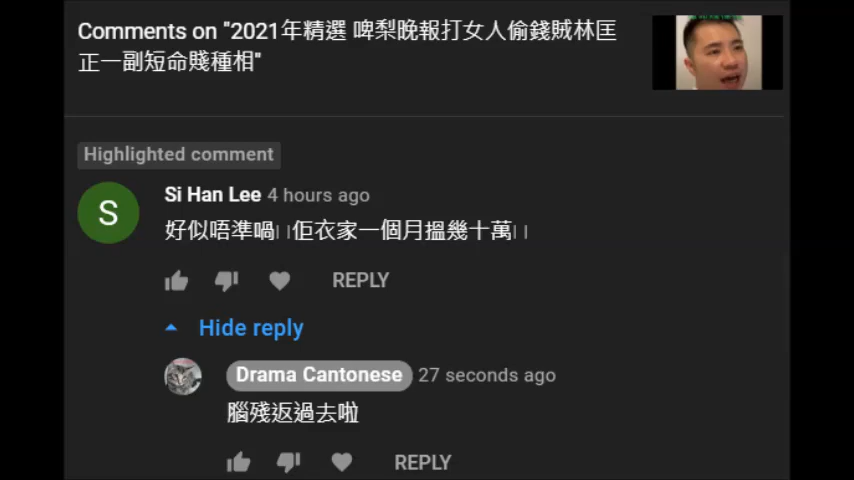 Comments on "2021年精選 啤梨晚報打女人偷錢賊林匡
正一副短命賤種相"
Highlighted comment
S
Si Han Lee 4 hours ago
好似唔準喎 佢衣家一個月搵幾十萬
REPLY
Hide reply
Drama Cantonese 27 seconds ago
腦殘返過去啦
REPLY